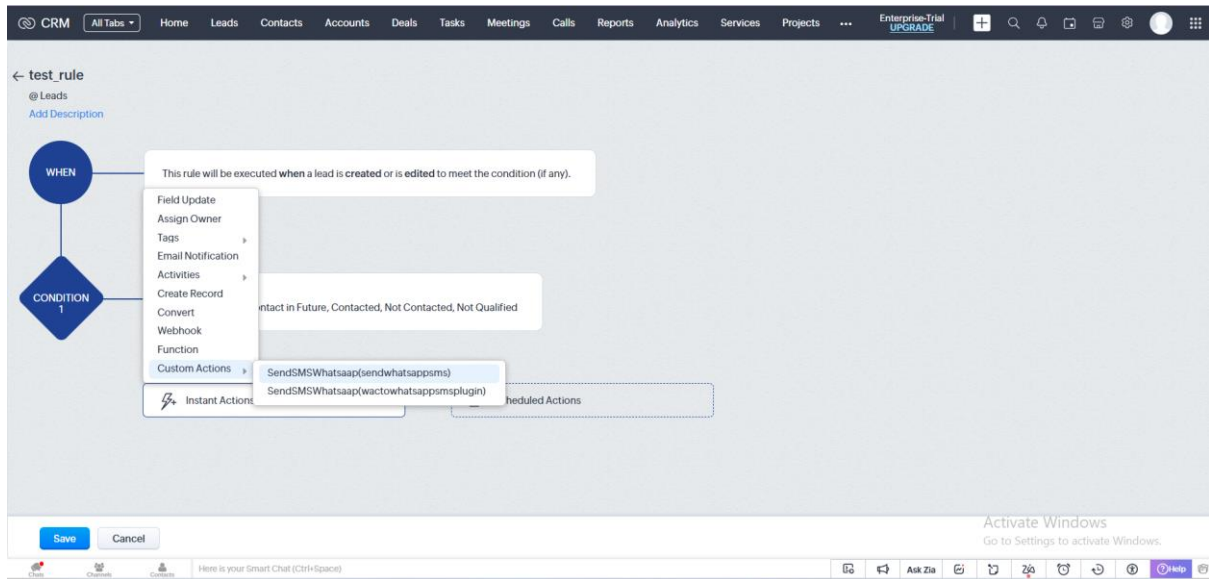 CRM All Tabs Home Leads Contacts Accounts Deals Tasks Meetings Calls Reports Analytics Services Projects ... Enterprise-Trial
UPGRADE
test_rule
@ Leads
Add Description
WHEN
This rule will be executed when a lead is created or is edited to meet the condition (if any).
Field Update
Assign Owner
Tags
Email Notification
Activities
Create Record
Convert
Webhook
Function
Custom Actions
CONDITION
1
ntact in Future, Contacted, Not Contacted, Not Qualified
SendSMSWhatsaap(sendwhatsappsms)
SendSMSWhatsaap(wactowhatsappsmsplugin)
Instant Actions
heduled Actions
Save Cancel
Activate Windows
Go to Settings to activate Windows.
Chats Channels Contacts Here is your Smart Chat (Ctrl+Space) Ask Zia Help